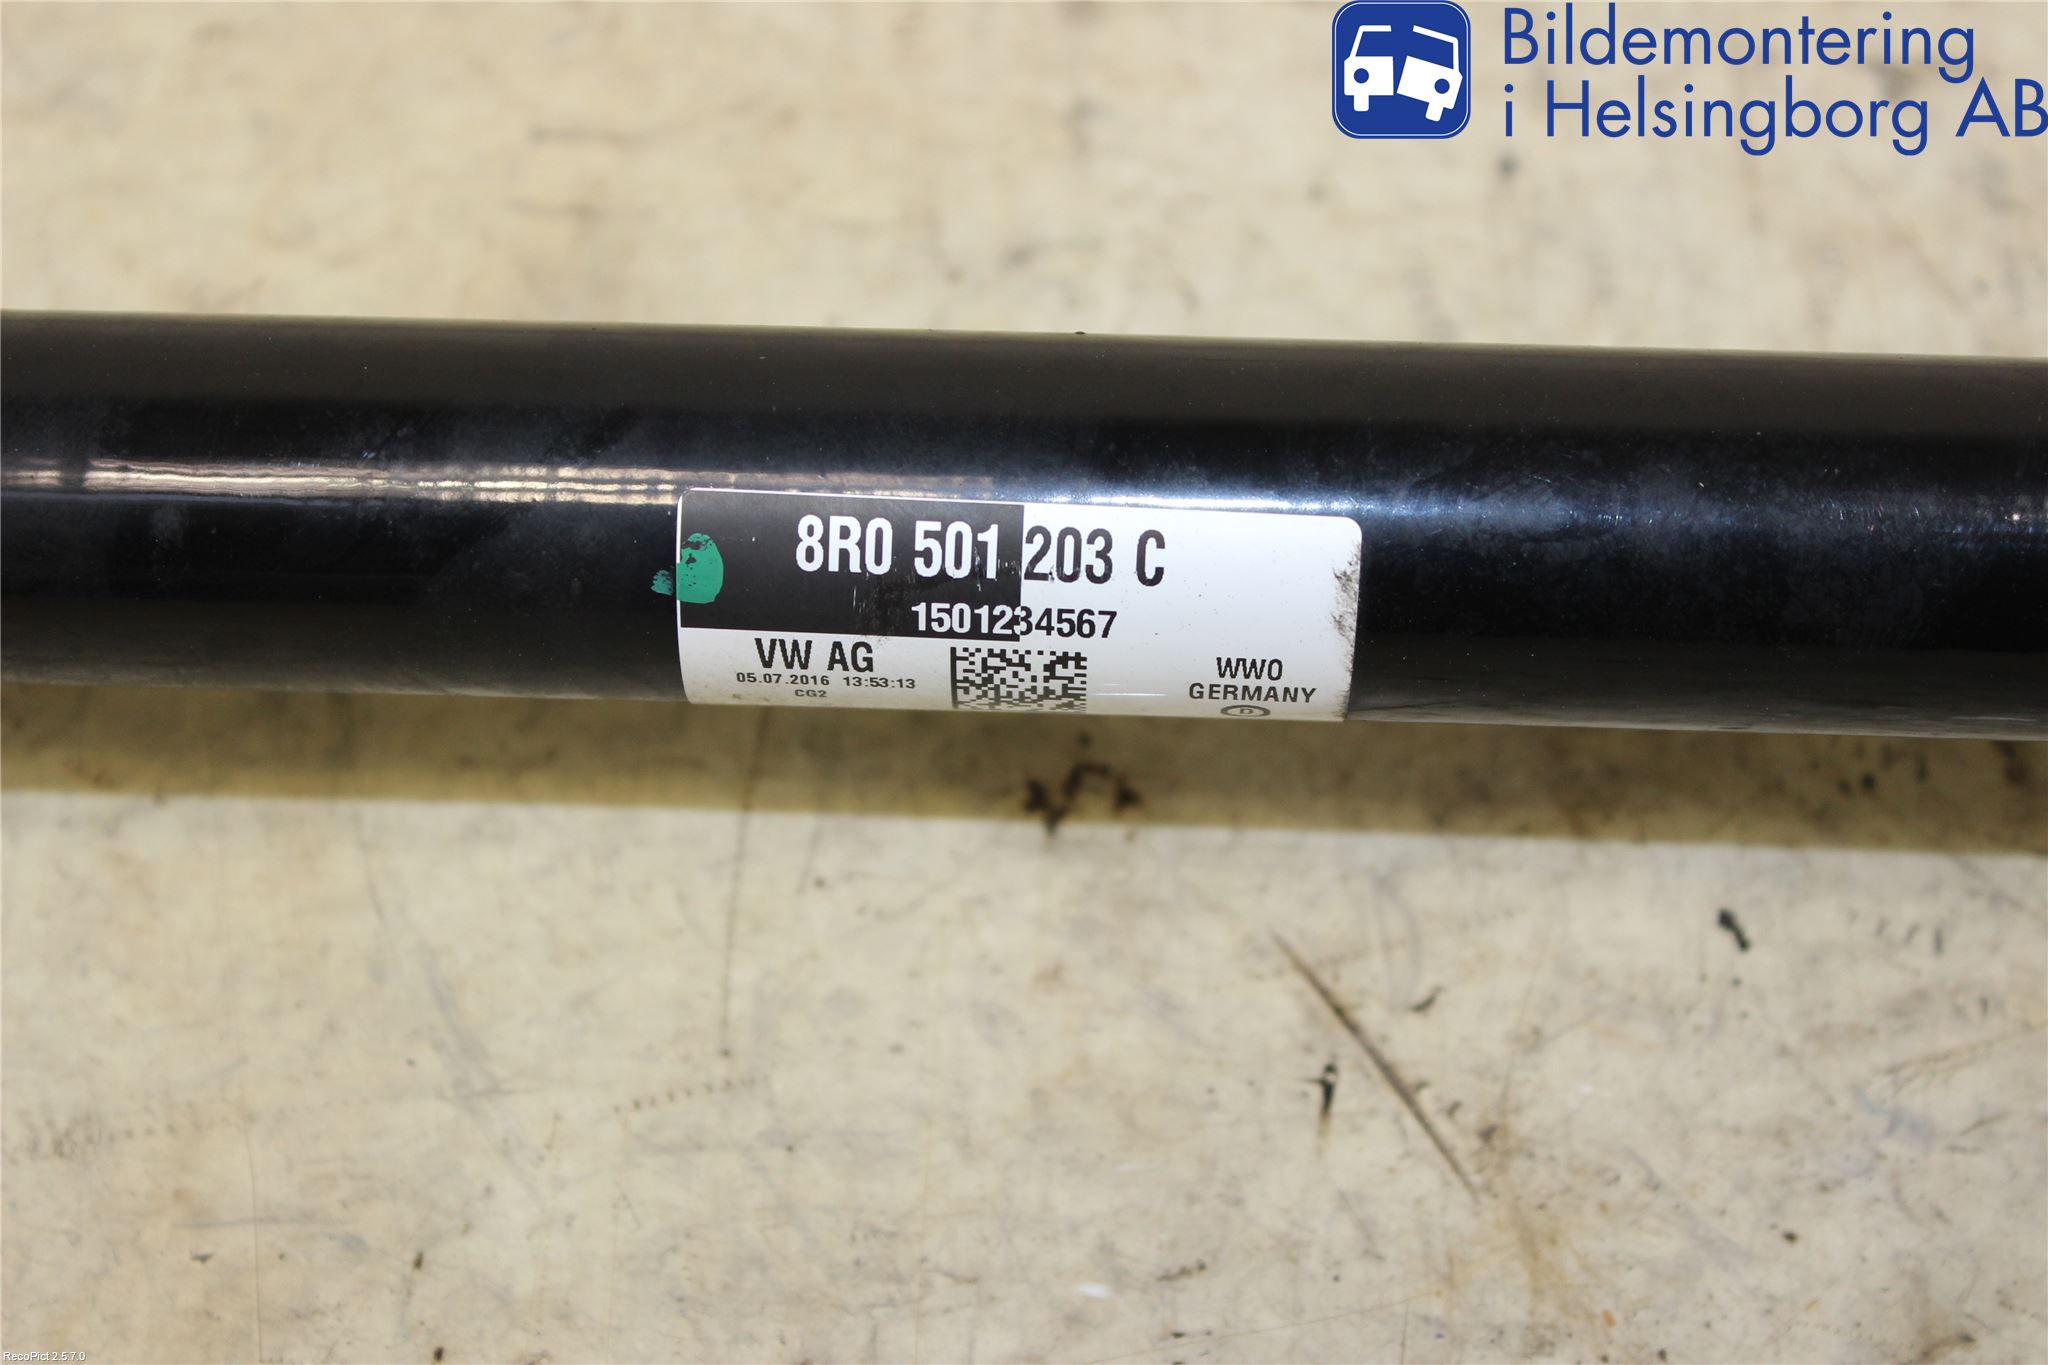 Bildemontering
i Helsingborg AB
8R0 501 203 C
1501234567
VW AG
05.07.2016 13:53:13
CG2
WW0
GERMANY
D
RecoPict 2.5.7.0